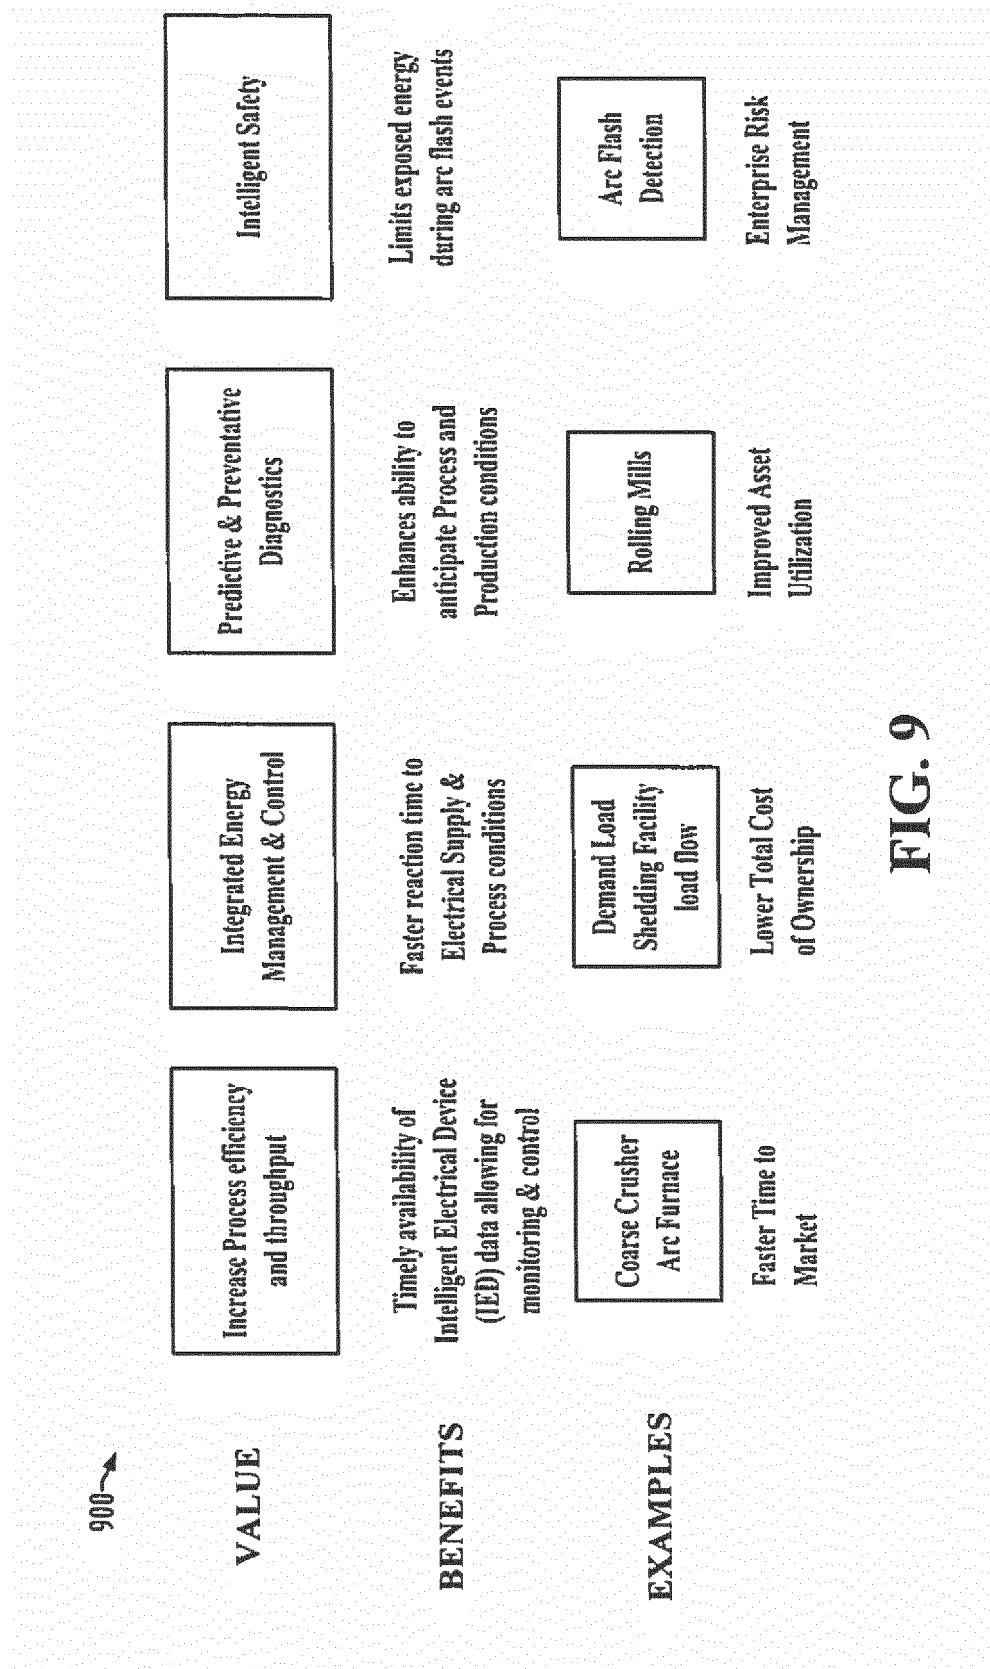 900
VALUE
Increase Process efficiency
and throughput
Integrated Energy
Management & Control
Predictive & Preventative
Diagnostics
Intelligent Safety
BENEFITS
Timely availability of
Intelligent Electrical Device
(IED) data allowing for
monitoring & control
Faster reaction time to
Electrical Supply &
Process conditions
Enhances ability to
anticipate Process and
Production conditions
Limits exposed energy
during arc flash events
EXAMPLES
Coarse Crusher
Arc Furnace
Demand Load
Shedding Facility
load flow
Rolling Mills
Arc Flash
Detection
Faster Time to
Market
Lower Total Cost
of Ownership
Improved Asset
Utilization
Enterprise Risk
Management
FIG. 9